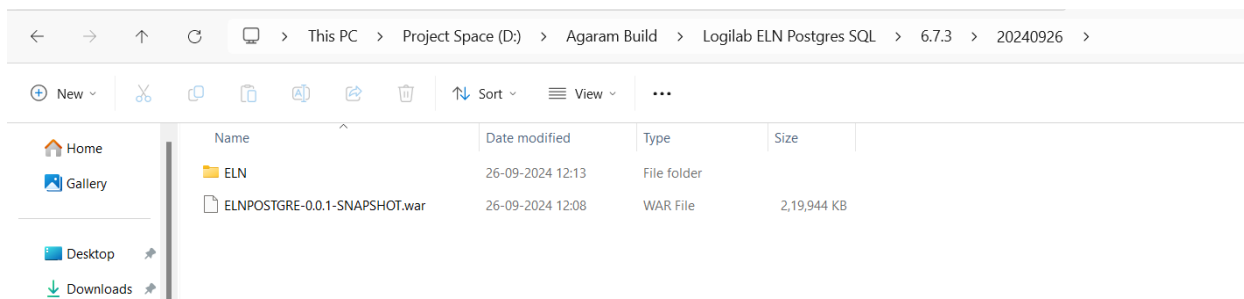 This PC > Project Space (D:) > Agaram Build > Logilab ELN Postgres SQL > 6.7.3 > 20240926 >
New Sort View ...
Name Date modified Type Size
Home
Gallery
ELN 26-09-2024 12:13 File folder
ELNPOSTGRE-0.0.1-SNAPSHOT.war 26-09-2024 12:08 WAR File 2,19,944 KB
Desktop
Downloads